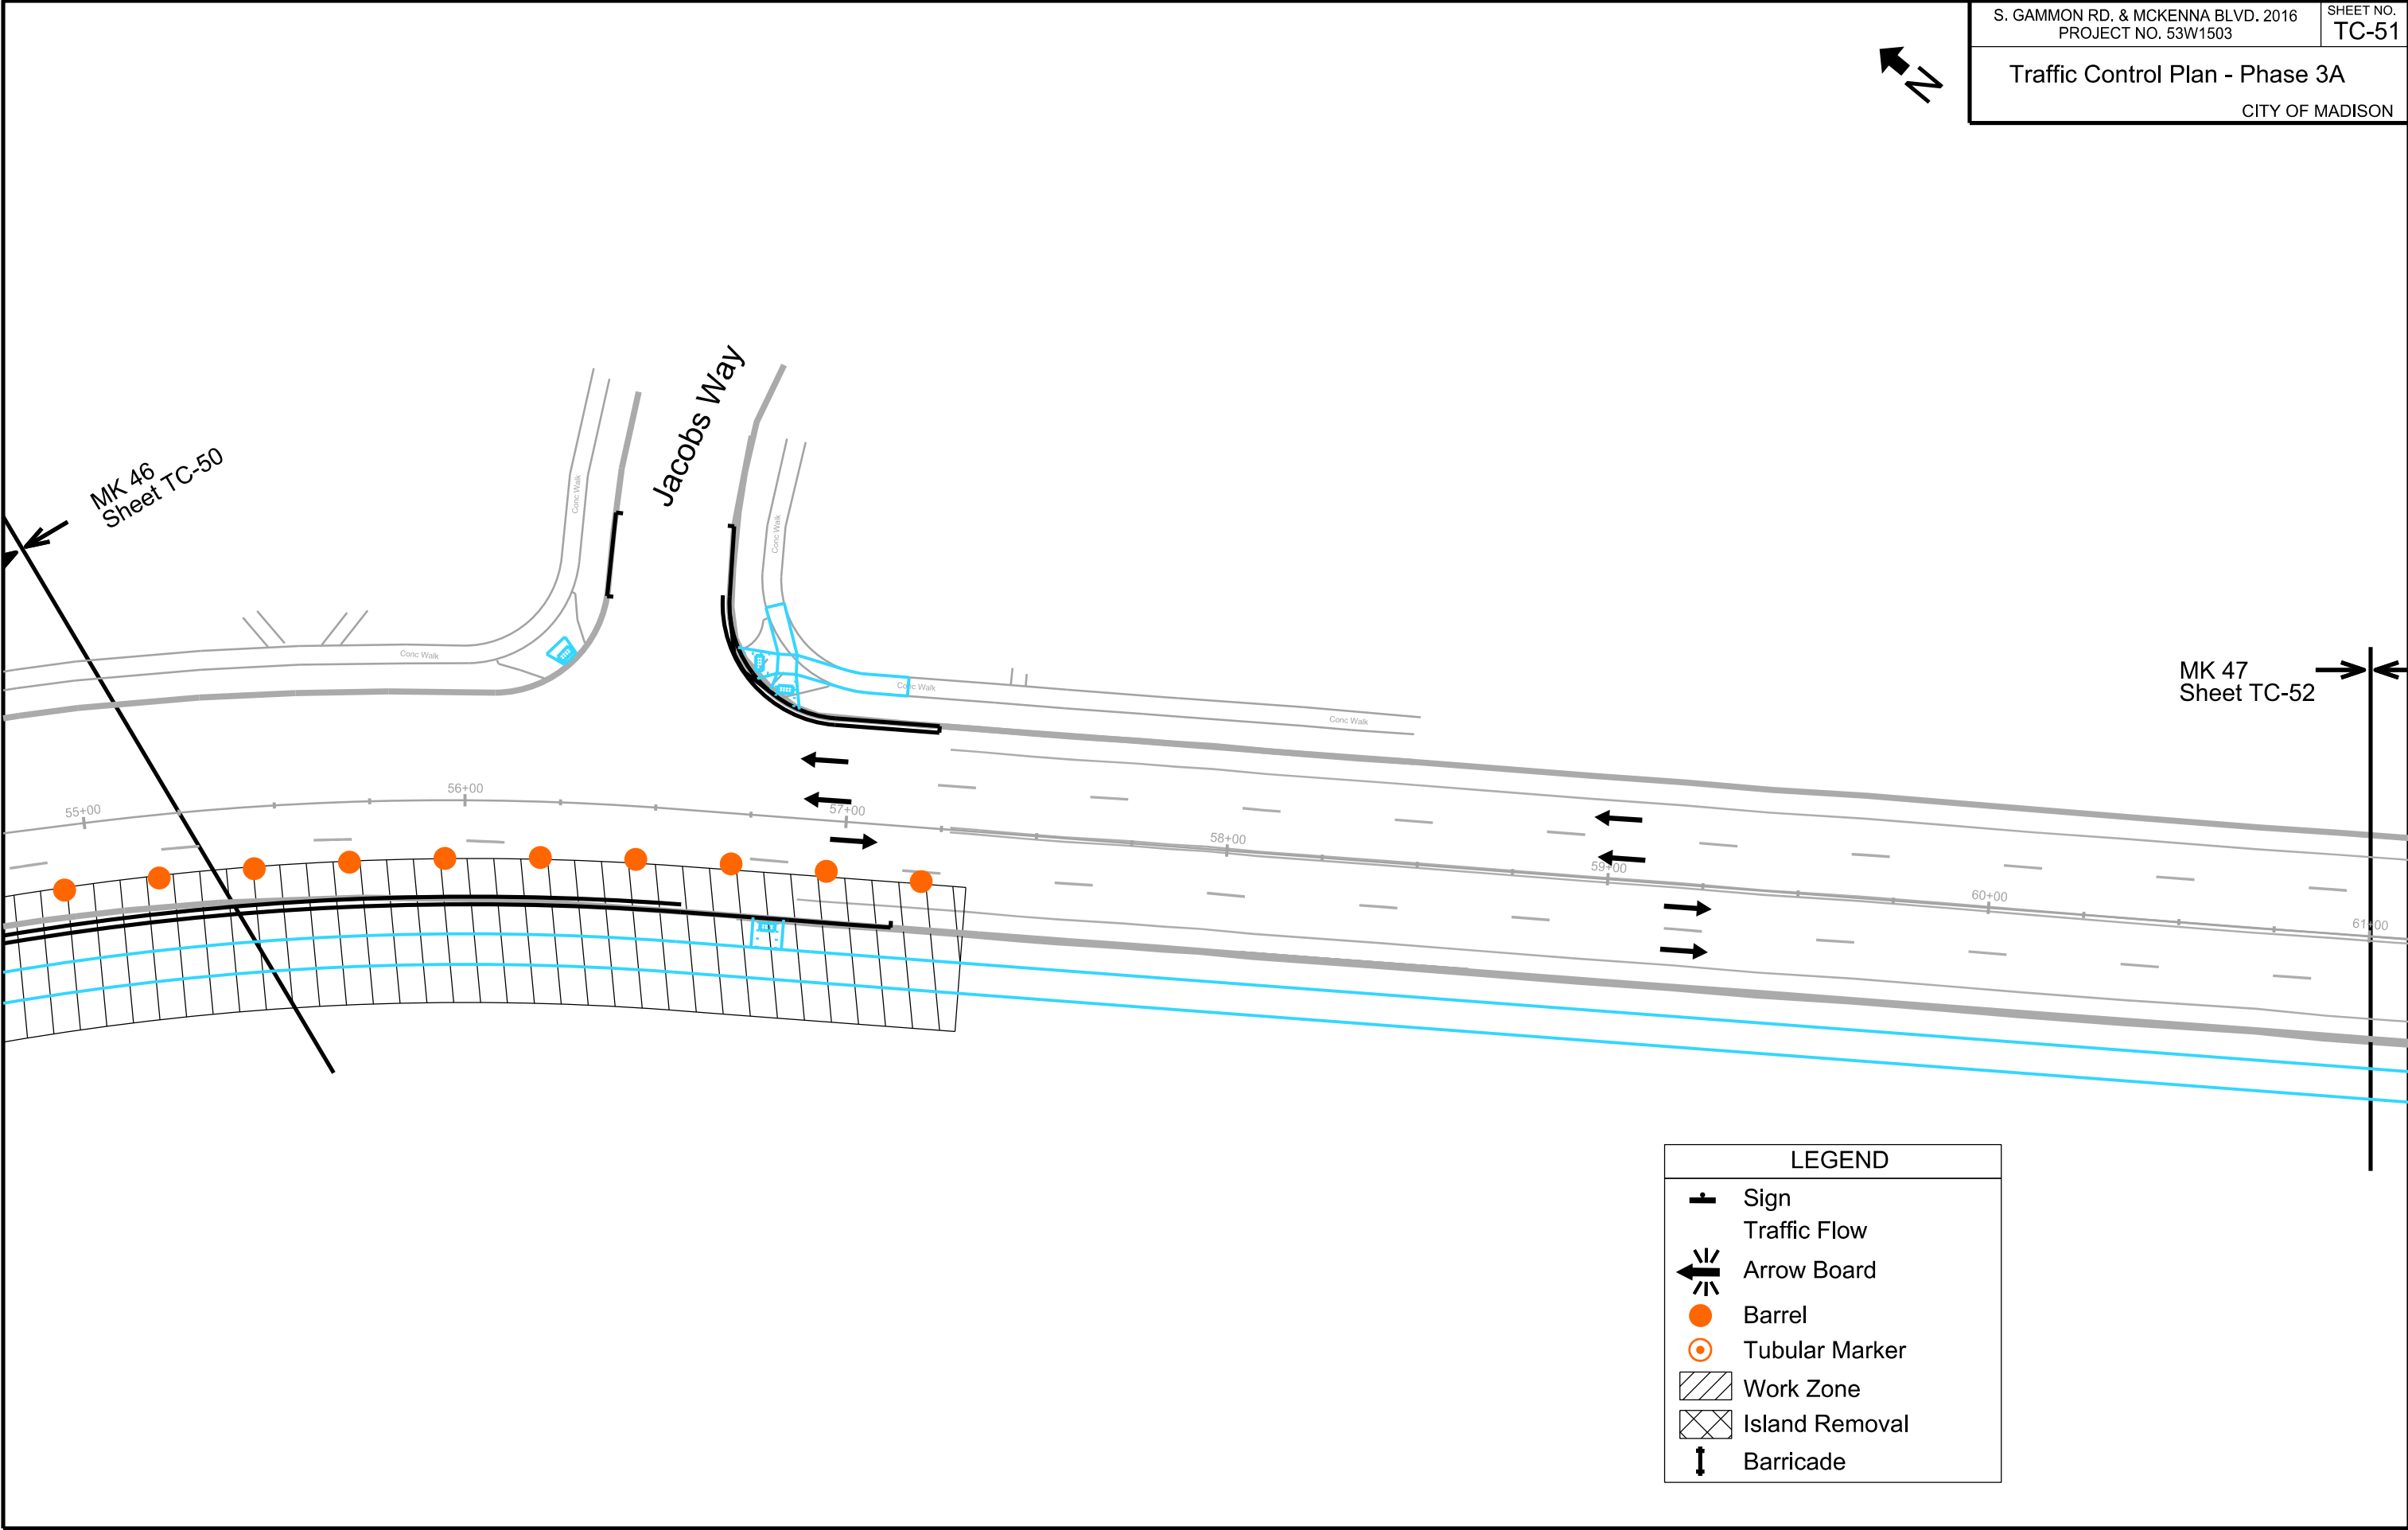 S. GAMMON RD. & MCKENNA BLVD. 2016
PROJECT NO. 53W1503
SHEET NO.
TC-51
Traffic Control Plan - Phase 3A
CITY OF MADISON
N
Jacobs Way
MK 46
Sheet TC-50
Conc Walk
Conc Walk
Conc Walk
Conc Walk
Conc Walk
MK 47
Sheet TC-52
55+00
56+00
57+00
58+00
59+00
60+00
61+00
LEGEND
Sign
Traffic Flow
Arrow Board
Barrel
Tubular Marker
Work Zone
Island Removal
Barricade